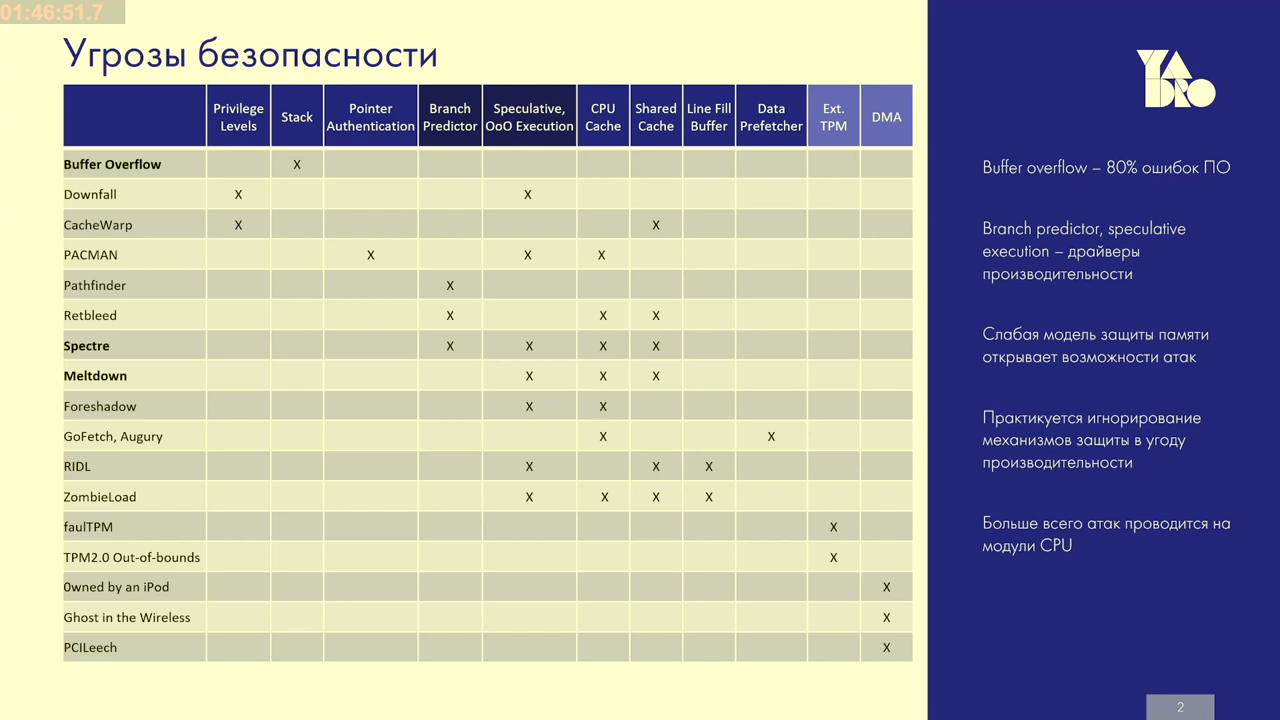 01:46:51.7
Угрозы безопасности
YADRO
Privilege Levels Stack Pointer Authentication Branch Predictor Speculative, OoO Execution CPU Cache Shared Cache Line Fill Buffer Data Prefetcher Ext. TPM DMA
Buffer Overflow X
Downfall X X
CacheWarp X X
PACMAN X X X
Pathfinder X
Retbleed X X X
Spectre X X X X
Meltdown X X X
Foreshadow X X
GoFetch, Augury X X
RIDL X X X
ZombieLoad X X X X
faulTPM X
TPM2.0 Out-of-bounds X
0wned by an iPod X
Ghost in the Wireless X
PCILeech X
Buffer overflow – 80% ошибок ПО
Branch predictor, speculative
execution – драйверы
производительности
Слабая модель защиты памяти
открывает возможности атак
Практикуется игнорирование
механизмов защиты в угоду
производительности
Больше всего атак проводится на
модули CPU
2